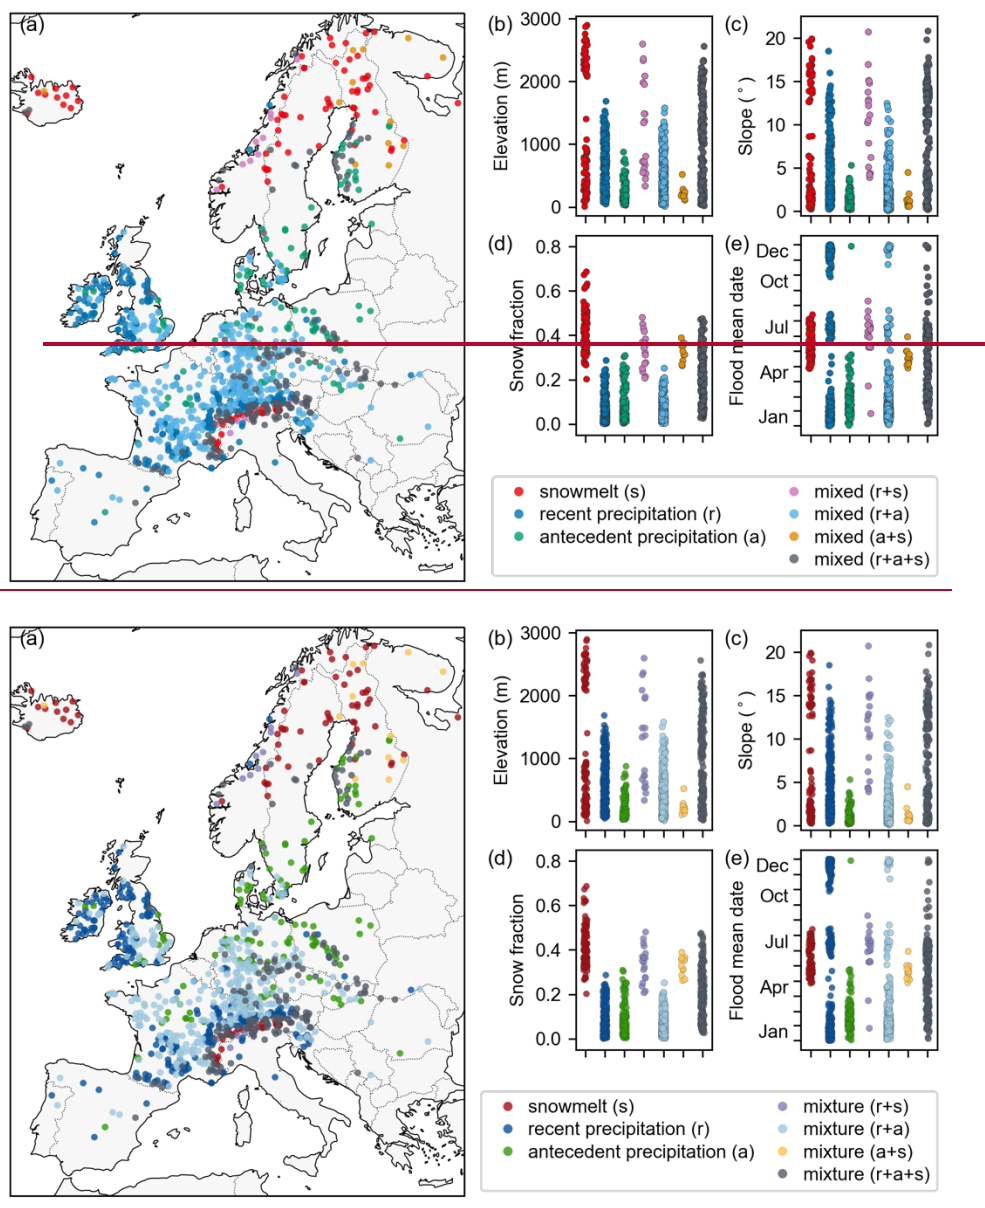 (a)
(b)
3000
2000
1000
0
Elevation (m)
(c)
20
15
10
5
0
Slope (°)
(d)
0.8
0.6
0.4
0.2
0.0
Snow fraction
(e)
Dec
Oct
Jul
Apr
Jan
Flood mean date
snowmelt (s)
recent precipitation (r)
antecedent precipitation (a)
mixed (r+s)
mixed (r+a)
mixed (a+s)
mixed (r+a+s)
(a)
(b)
3000
2000
1000
0
Elevation (m)
(c)
20
15
10
5
0
Slope (°)
(d)
0.8
0.6
0.4
0.2
0.0
Snow fraction
(e)
Dec
Oct
Jul
Apr
Jan
Flood mean date
snowmelt (s)
recent precipitation (r)
antecedent precipitation (a)
mixture (r+s)
mixture (r+a)
mixture (a+s)
mixture (r+a+s)